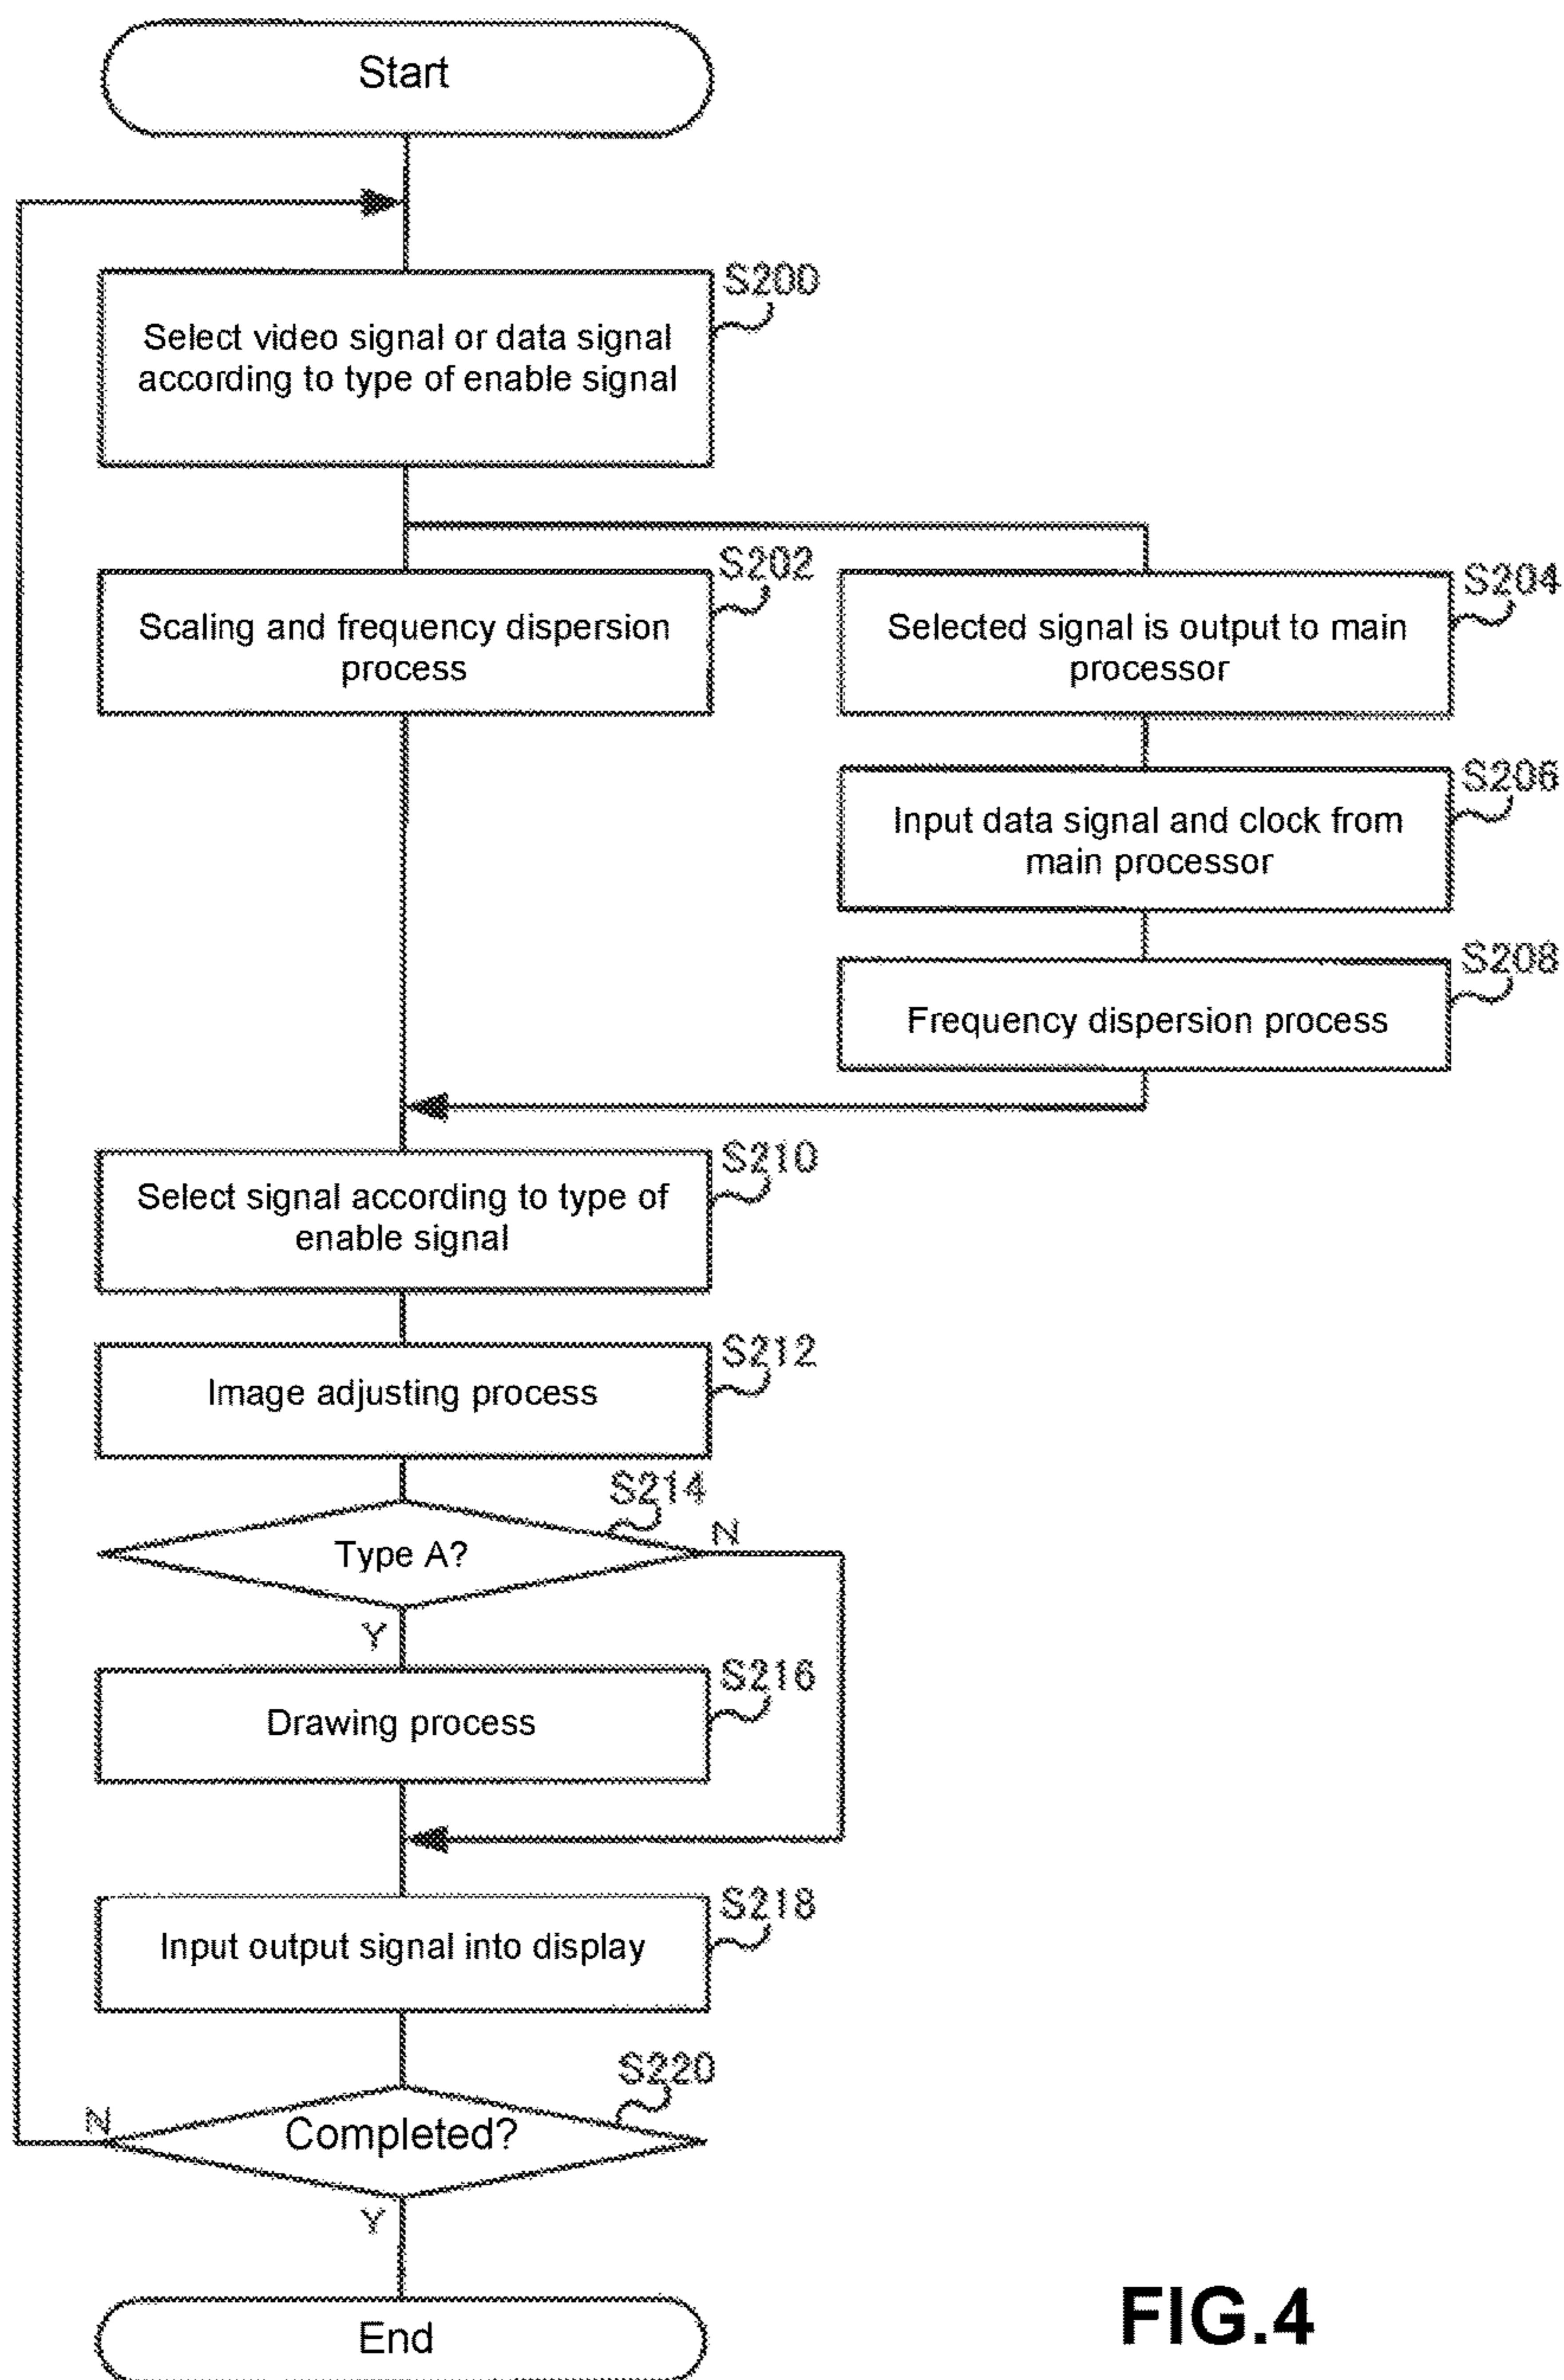 Start
S200
Select video signal or data signal
according to type of enable signal
S202
Scaling and frequency dispersion
process
S204
Selected signal is output to main
processor
S206
Input data signal and clock from
main processor
S208
Frequency dispersion process
S210
Select signal according to type of
enable signal
S212
Image adjusting process
S214
Type A?
N
Y
S216
Drawing process
S218
Input output signal into display
S220
Completed?
N
Y
End
FIG.4